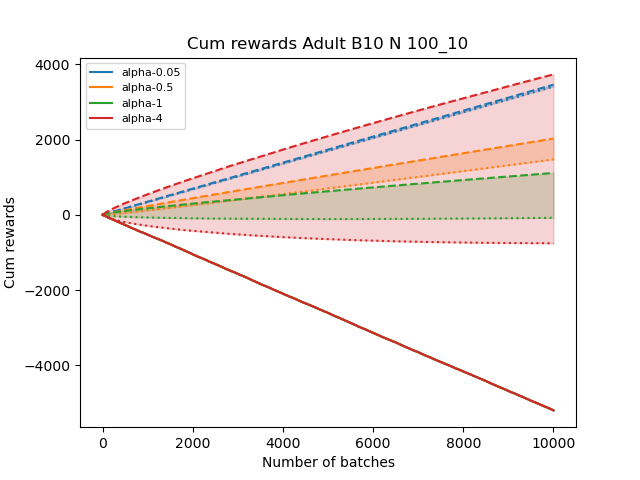 Cum rewards Adult B10 N 100_10
4000
2000
0
−2000
−4000
Cum rewards
alpha-0.05
alpha-0.5
alpha-1
alpha-4
0 2000 4000 6000 8000 10000
Number of batches